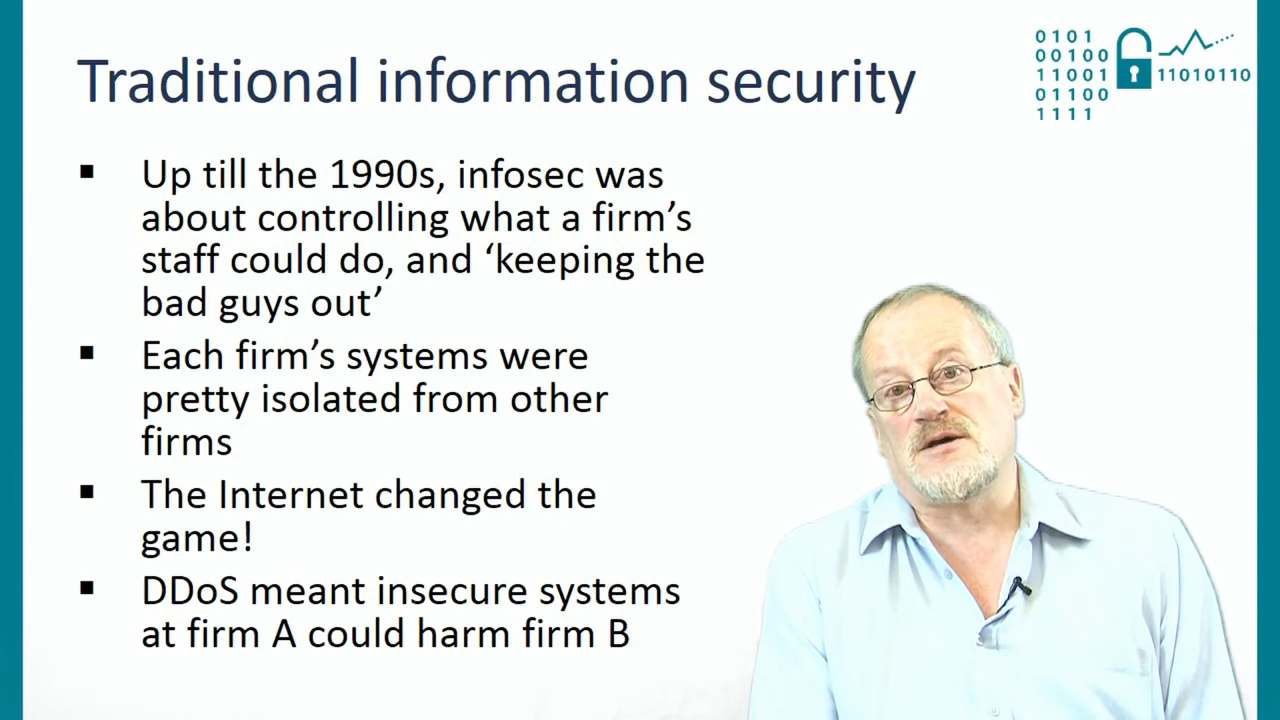 Traditional information security
0101
00100
11001
01100
1111
11010110
▪ Up till the 1990s, infosec was
about controlling what a firm’s
staff could do, and ‘keeping the
bad guys out’
▪ Each firm’s systems were
pretty isolated from other
firms
▪ The Internet changed the
game!
▪ DDoS meant insecure systems
at firm A could harm firm B